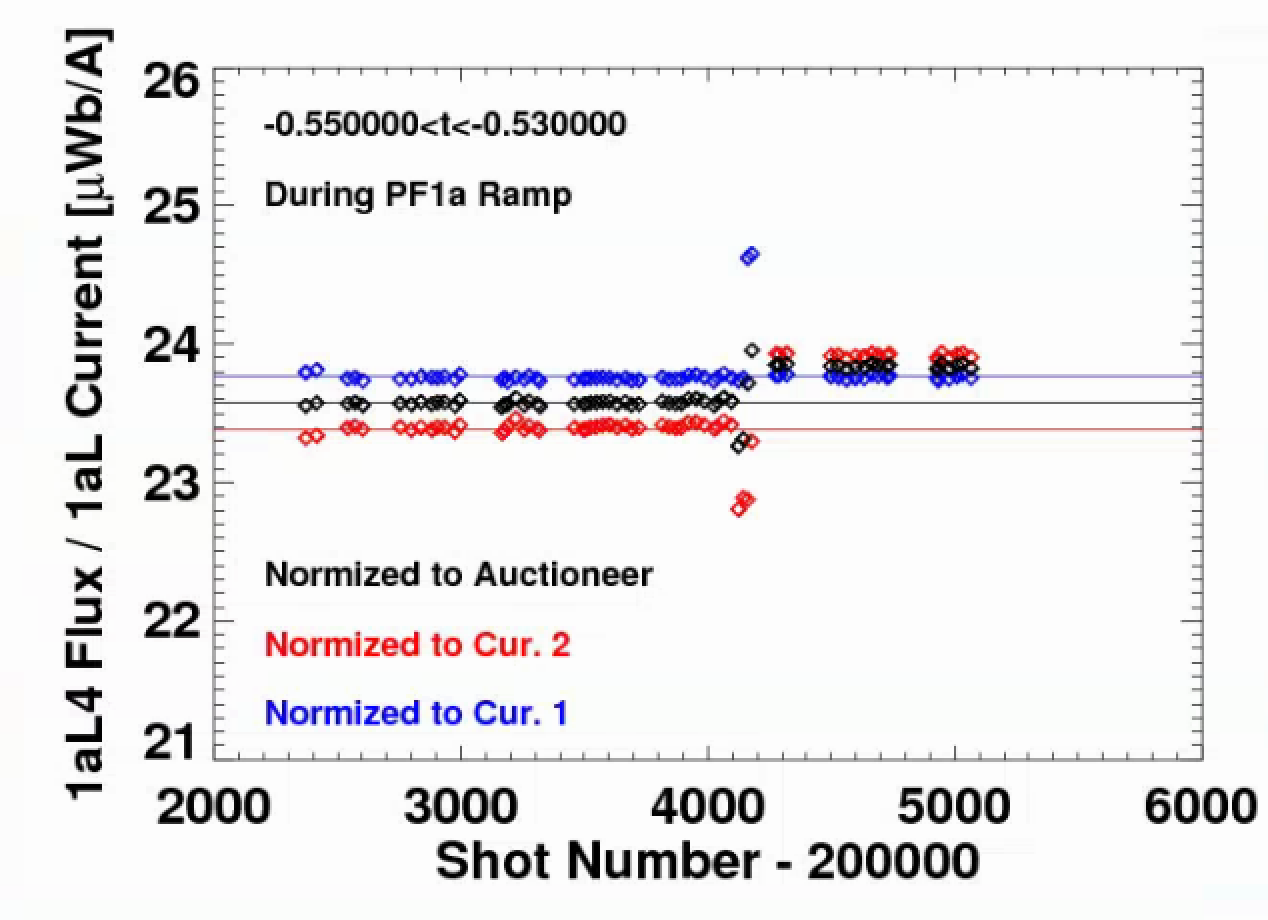 1aL4 Flux / 1aL Current [μWb/A]
26
25
24
23
22
21
-0.550000<t<-0.530000
During PF1a Ramp
Normized to Auctioneer
Normized to Cur. 2
Normized to Cur. 1
2000 3000 4000 5000 6000
Shot Number - 200000